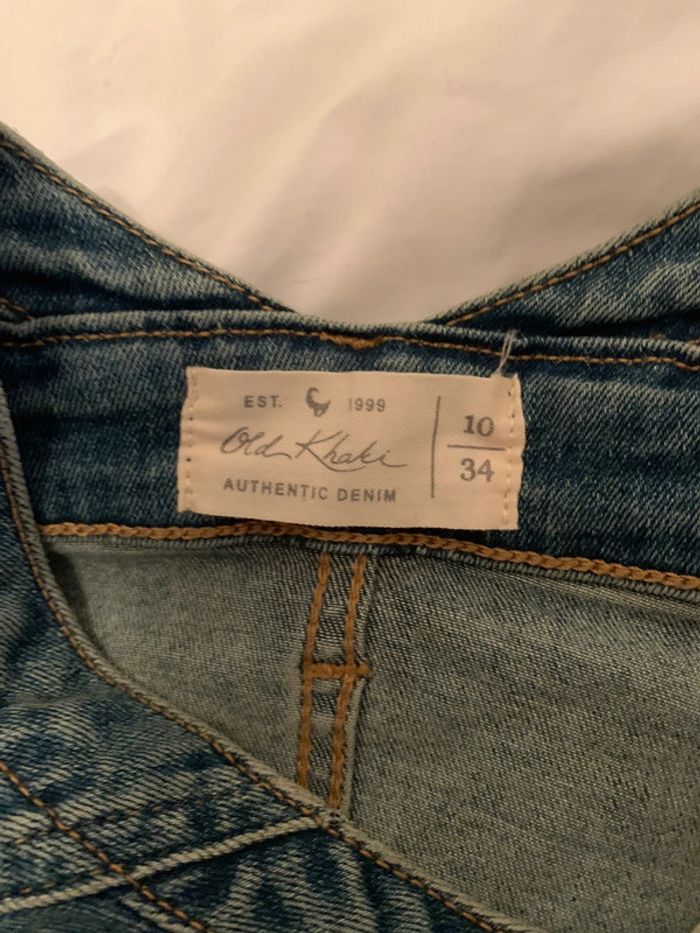 EST. 1999
Old Khaki
AUTHENTIC DENIM
10
34